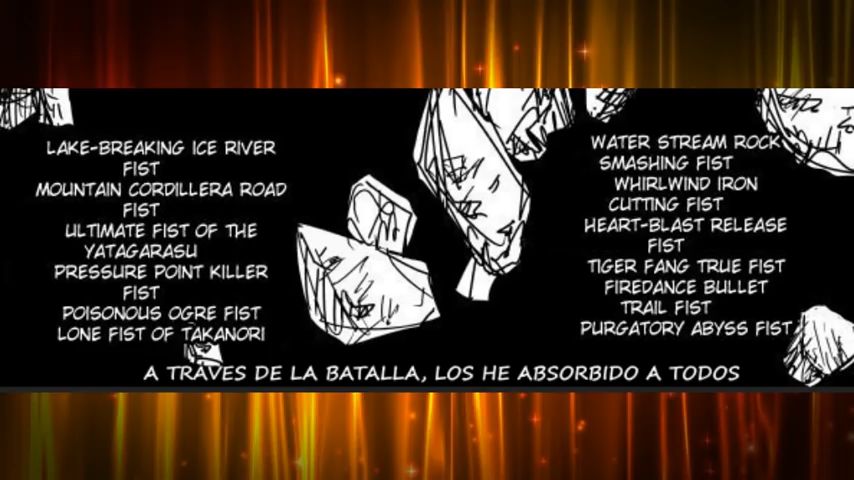 LAKE-BREAKING ICE RIVER
FIST
MOUNTAIN CORDILLERA ROAD
FIST
ULTIMATE FIST OF THE
YATAGARASU
PRESSURE POINT KILLER
FIST
POISONOUS OGRE FIST
LONE FIST OF TAKANORI
WATER STREAM ROCK
SMASHING FIST
WHIRLWIND IRON
CUTTING FIST
HEART-BLAST RELEASE
FIST
TIGER FANG TRUE FIST
FIREDANCE BULLET
TRAIL FIST
PURGATORY ABYSS FIST
A TRAVES DE LA BATALLA, LOS HE ABSORBIDO A TODOS